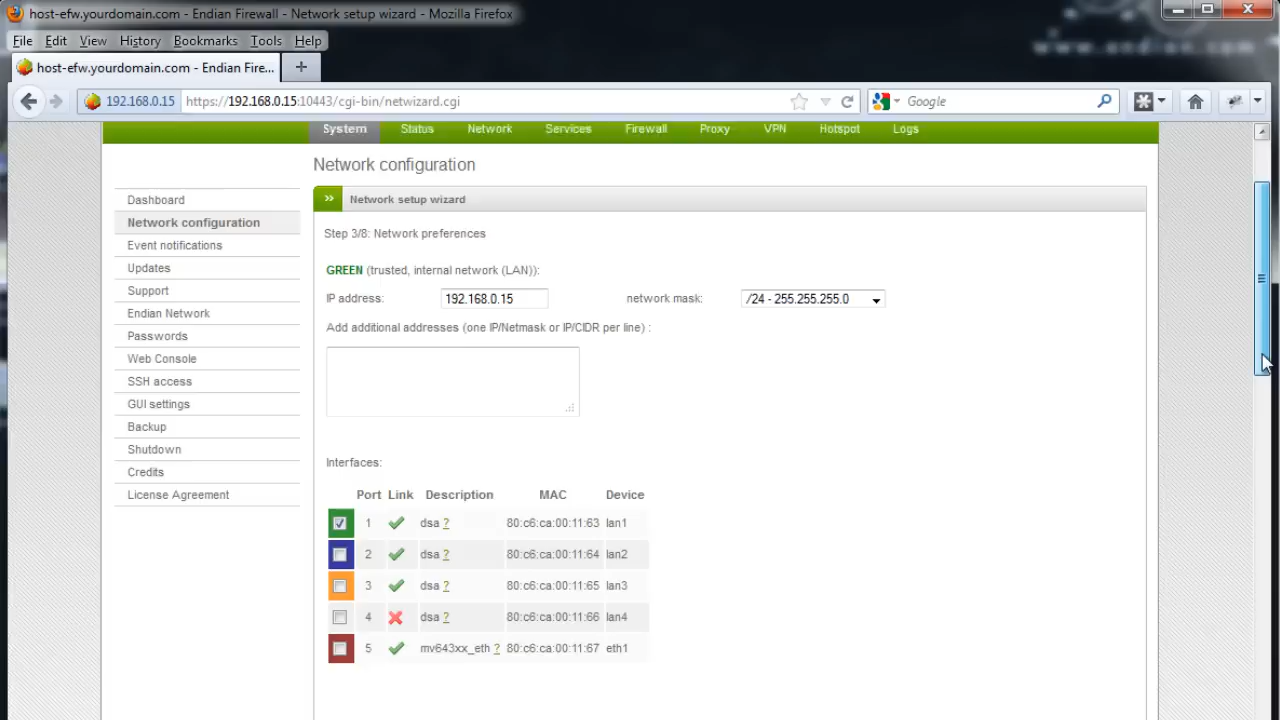 host-efw.yourdomain.com - Endian Firewall - Network setup wizard - Mozilla Firefox
File Edit View History Bookmarks Tools Help
host-efw.yourdomain.com - Endian Fire... +
192.168.0.15 https://192.168.0.15:10443/cgi-bin/netwizard.cgi Google
System Status Network Services Firewall Proxy VPN Hotspot Logs
Network configuration
Dashboard
Network configuration
Event notifications
Updates
Support
Endian Network
Passwords
Web Console
SSH access
GUI settings
Backup
Shutdown
Credits
License Agreement
» Network setup wizard
Step 3/8: Network preferences
GREEN (trusted, internal network (LAN)):
IP address: 192.168.0.15 network mask: /24 - 255.255.255.0
Add additional addresses (one IP/Netmask or IP/CIDR per line) :
Interfaces:
Port Link Description MAC Device
1 dsa ? 80:c6:ca:00:11:63 lan1
2 dsa ? 80:c6:ca:00:11:64 lan2
3 dsa ? 80:c6:ca:00:11:65 lan3
4 dsa ? 80:c6:ca:00:11:66 lan4
5 mv643xx_eth ? 80:c6:ca:00:11:67 eth1